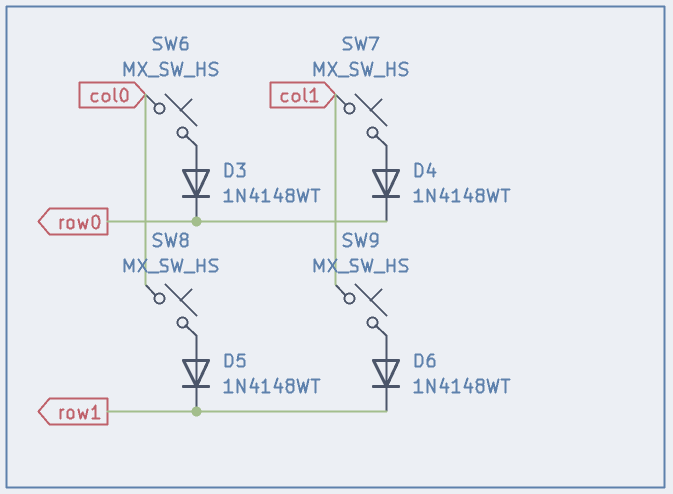 SW6
SW7
MX_SW_HS
MX_SW_HS
col0
col1
D3
D4
1N4148WT
1N4148WT
row0
SW8
SW9
MX_SW_HS
MX_SW_HS
D5
D6
1N4148WT
1N4148WT
row1